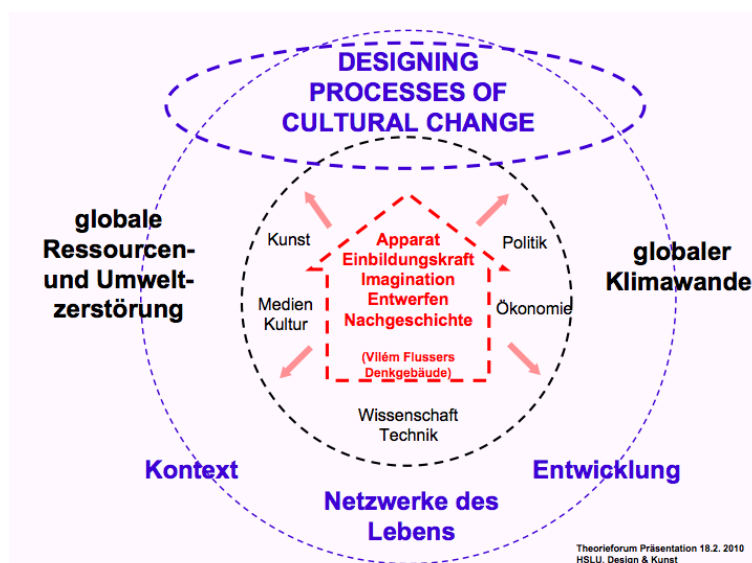 DESIGNING
PROCESSES OF
CULTURAL CHANGE
globale
Ressourcen-
und Umwelt-
zerstörung
Kunst
Medien
Kultur
Apparat
Einbildungskraft
Imagination
Entwerfen
Nachgeschichte
(Vilém Flussers
Denkgebäude)
Politik
Ökonomie
globaler
Klimawande
Wissenschaft
Technik
Kontext
Netzwerke des
Lebens
Entwicklung
Theorieforum Präsentation 18.2. 2010
HSLU, Design & Kunst